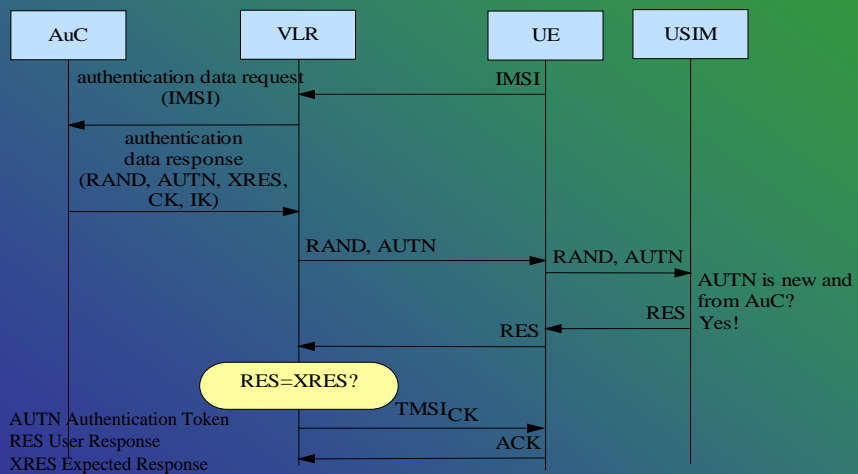 AuC
VLR
UE
USIM
authentication data request
(IMSI)
IMSI
authentication
data response
(RAND, AUTN, XRES,
CK, IK)
RAND, AUTN
RAND, AUTN
AUTN is new and
from AuC?
Yes!
RES
RES
RES=XRES?
TMSI CK
ACK
AUTN Authentication Token
RES User Response
XRES Expected Response